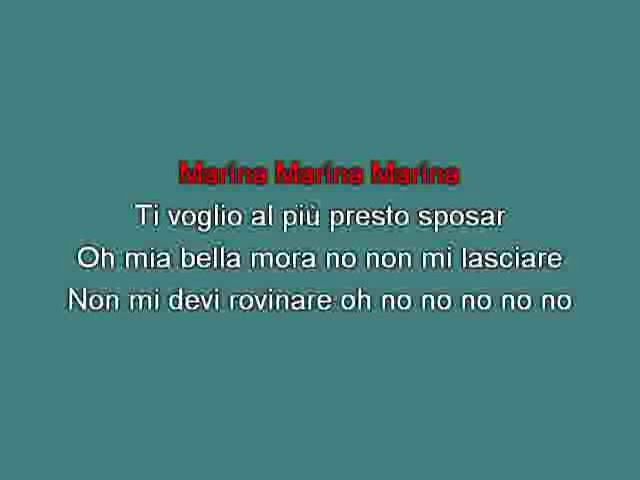 Marina Marina Marina
Ti voglio al più presto sposar
Oh mia bella mora no non mi lasciare
Non mi devi rovinare oh no no no no no